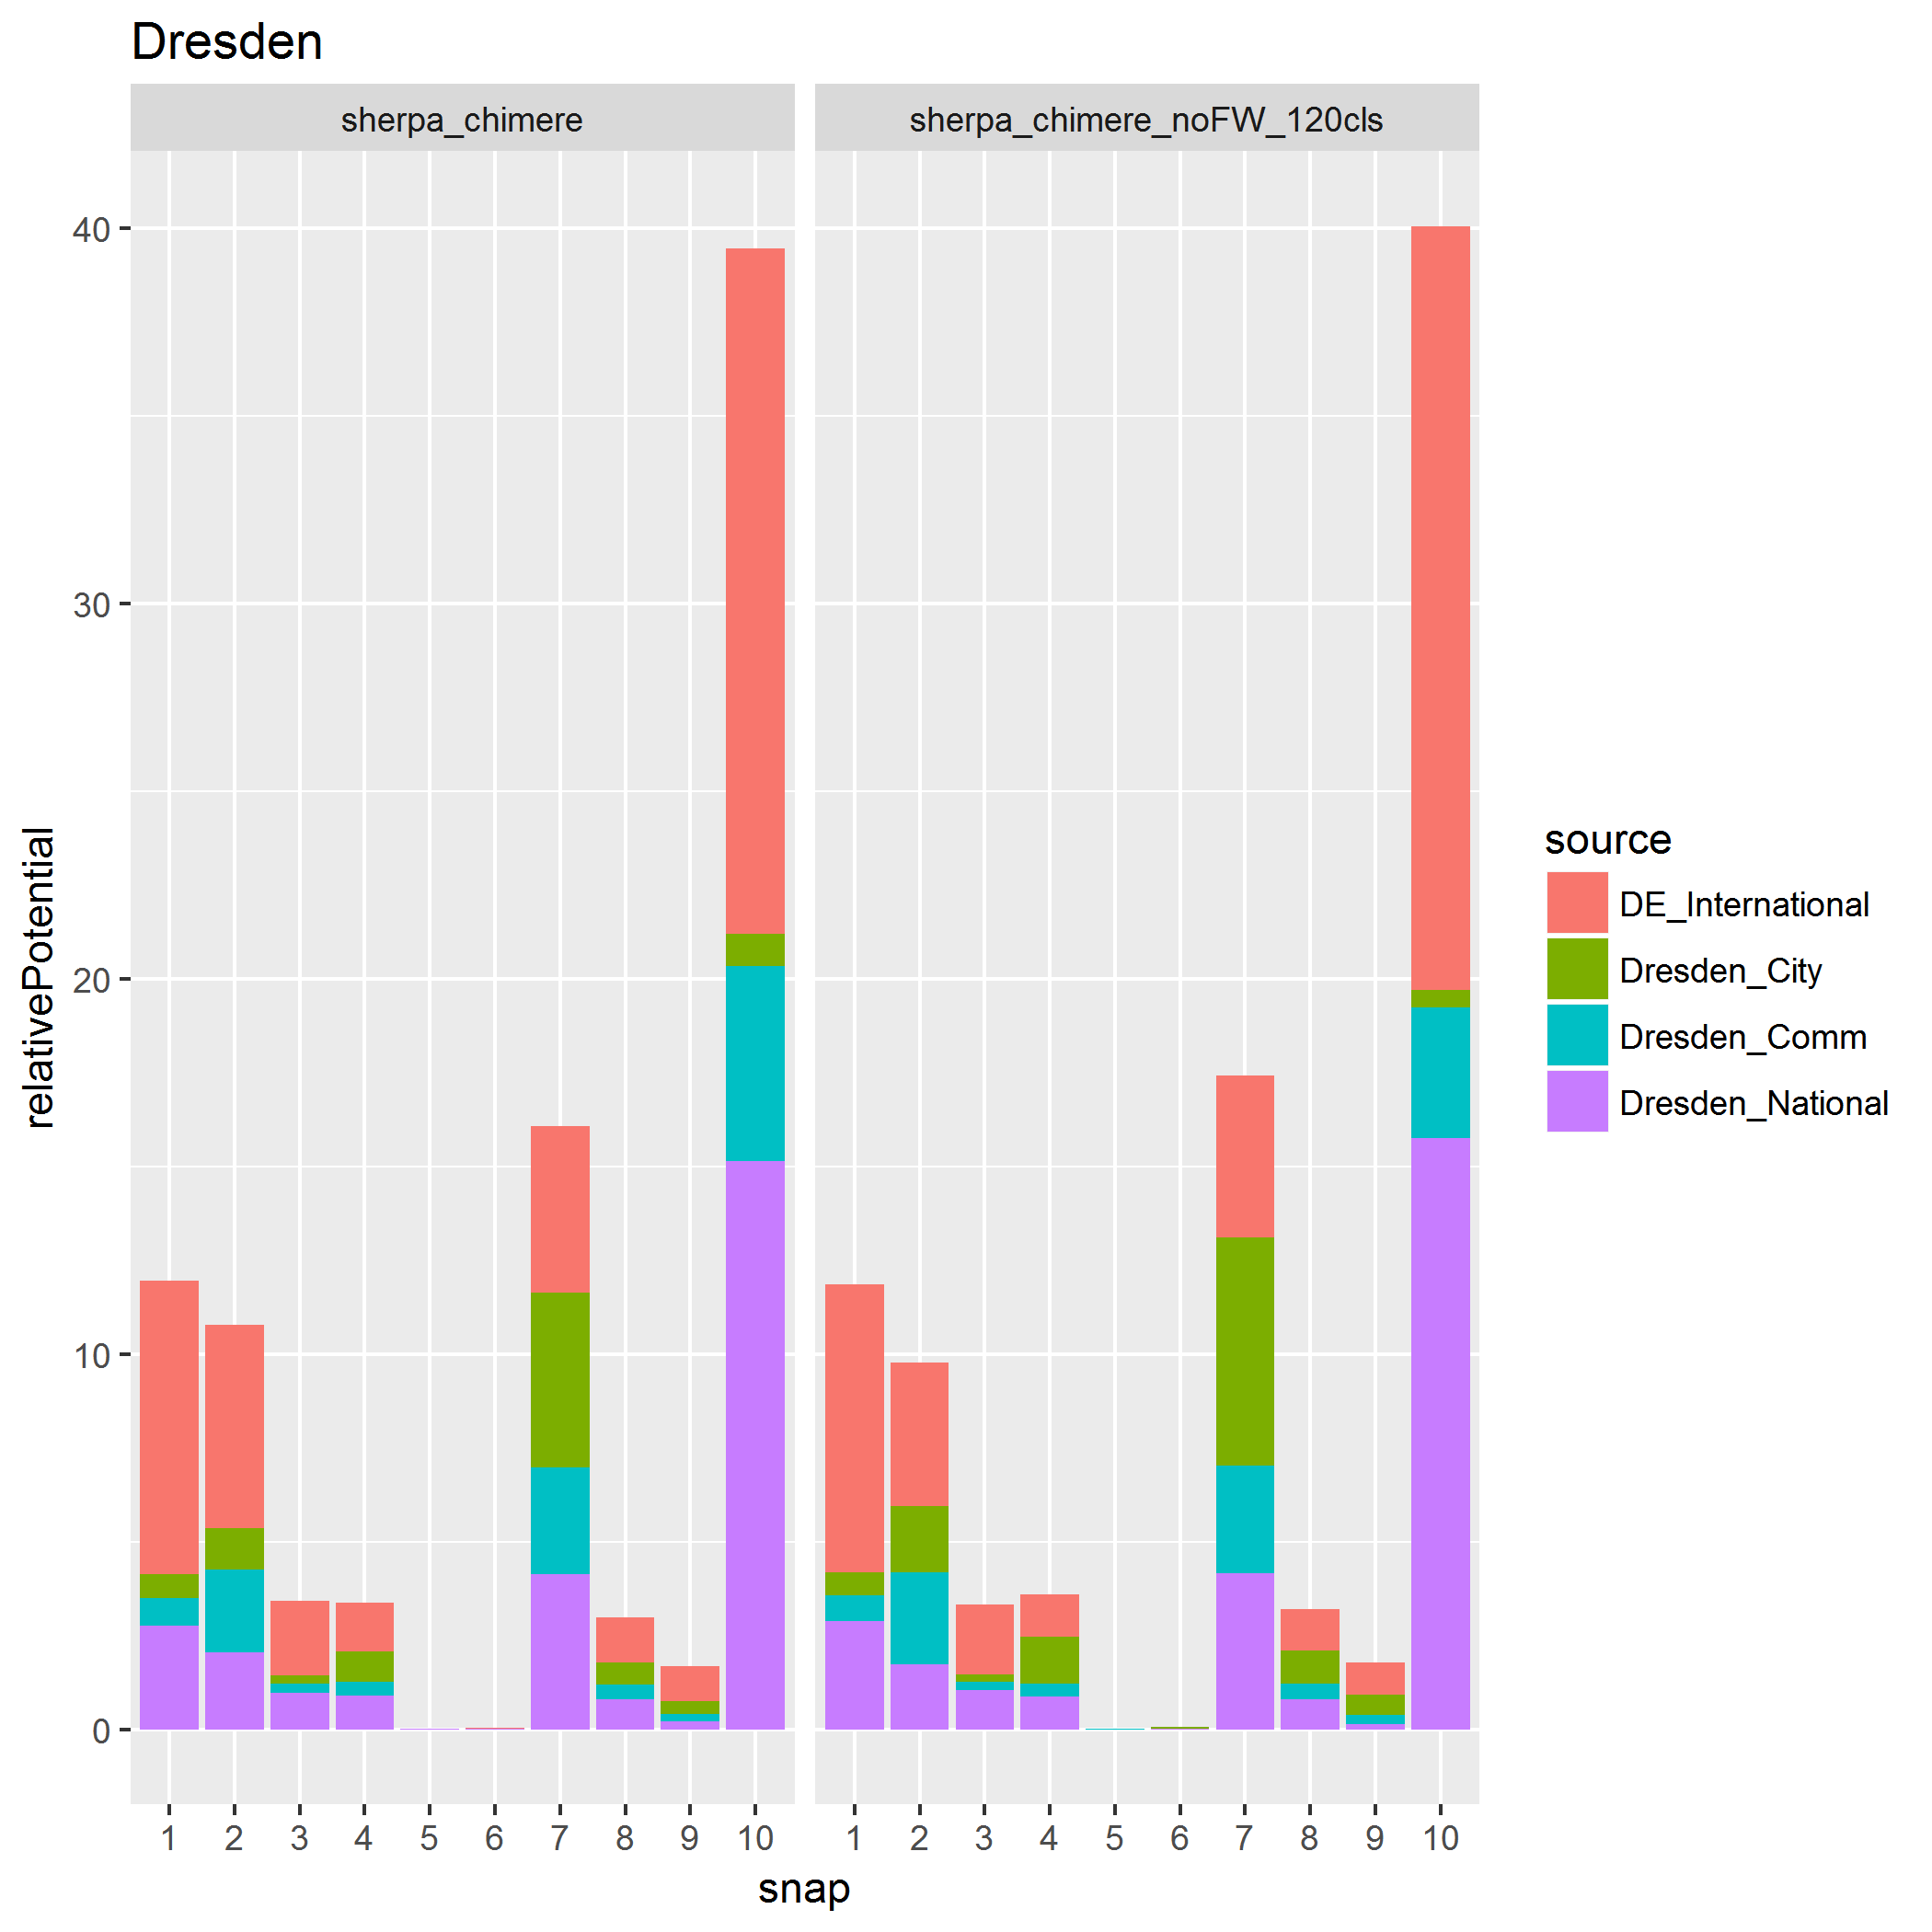 Dresden
sherpa_chimere
sherpa_chimere_noFW_120cls
40
30
20
10
0
relativePotential
1 2 3 4 5 6 7 8 9 10
1 2 3 4 5 6 7 8 9 10
snap
source
DE_International
Dresden_City
Dresden_Comm
Dresden_National